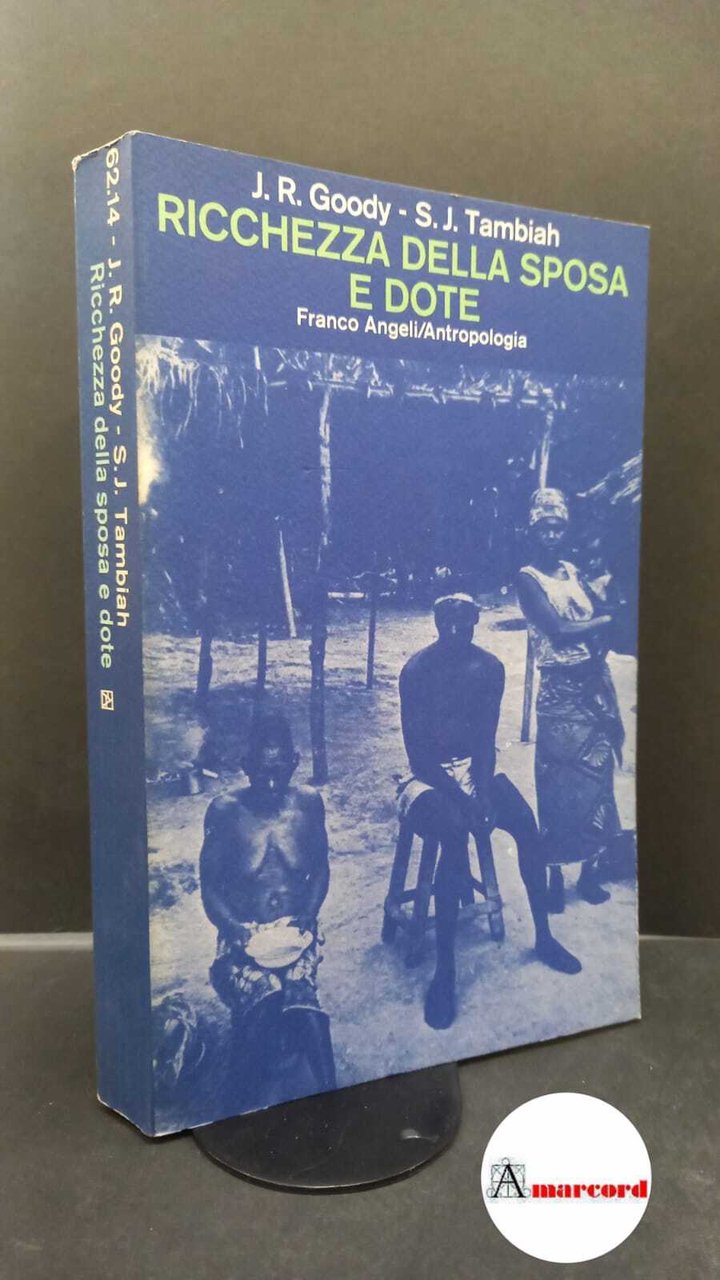 J. R. Goody - S. J. Tambiah
RICCHEZZA DELLA SPOSA
E DOTE
Franco Angeli/Antropologia
62.14 - J. R. Goody - S. J. Tambiah
Ricchezza della sposa e dote
Amarcord